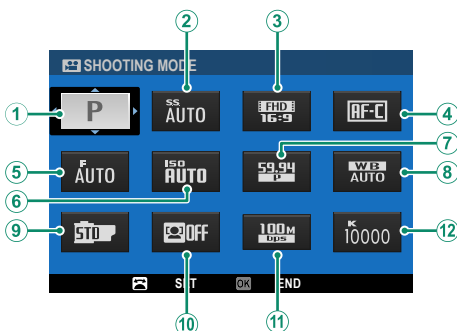 2 3
SHOOTING MODE
1 P S.S. AUTO FHD 16:9 AF-C 4
7
5 F AUTO ISO AUTO 59.94 P WB AUTO 8
6
9 STD OFF 100M bps K 10000 12
SET OK END
10 11